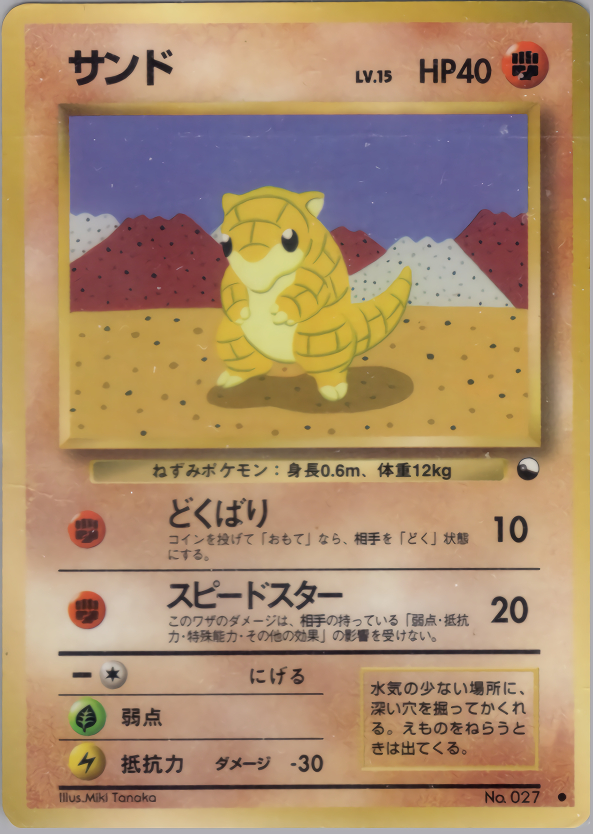 サンド
LV.15 HP40
ねずみポケモン：身長0.6m、体重12kg
どくばり 10
コインを投げて「おもて」なら、相手を「どく」状態
にする。
スピードスター 20
このワザのダメージは、相手の持っている「弱点・抵抗
力・特殊能力・その他の効果」の影響を受けない。
にげる
弱点
抵抗力 ダメージ -30
水気の少ない場所に、
深い穴を掘ってかくれ
る。えものをねらうと
きは出てくる。
Illus.Miki Tanaka
No. 027